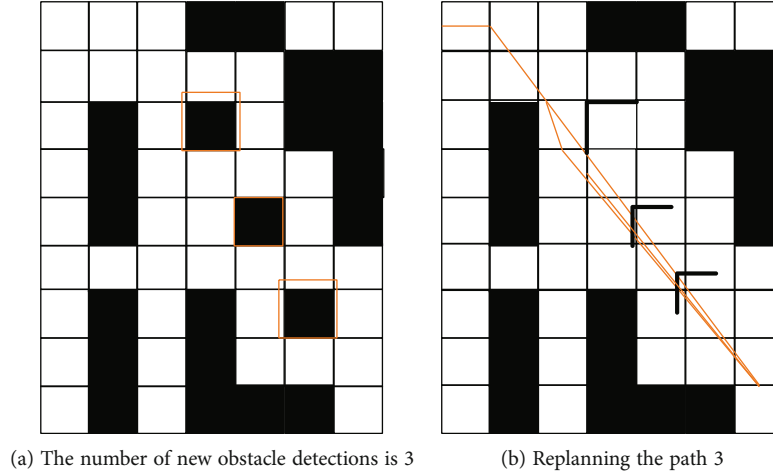 (a) The number of new obstacle detections is 3
(b) Replanning the path 3